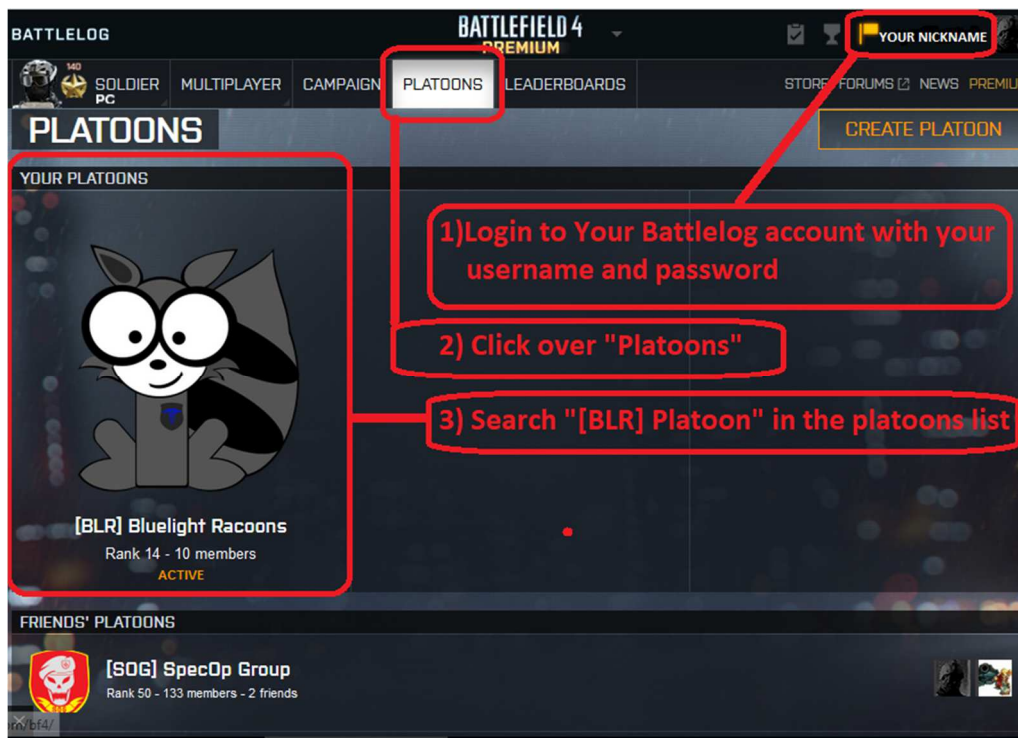 BATTLELOG
BATTLEFIELD 4
PREMIUM
YOUR NICKNAME
140
SOLDIER
PC
MULTIPLAYER
CAMPAIGN
PLATOONS
LEADERBOARDS
STORE
FORUMS
NEWS
PREMIU
PLATOONS
CREATE PLATOON
YOUR PLATOONS
1)Login to Your Battlelog account with your
username and password
2) Click over "Platoons"
3) Search "[BLR] Platoon" in the platoons list
[BLR] Bluelight Racoons
Rank 14 - 10 members
ACTIVE
FRIENDS' PLATOONS
[SOG] SpecOp Group
Rank 50 - 133 members - 2 friends
om/bf4/